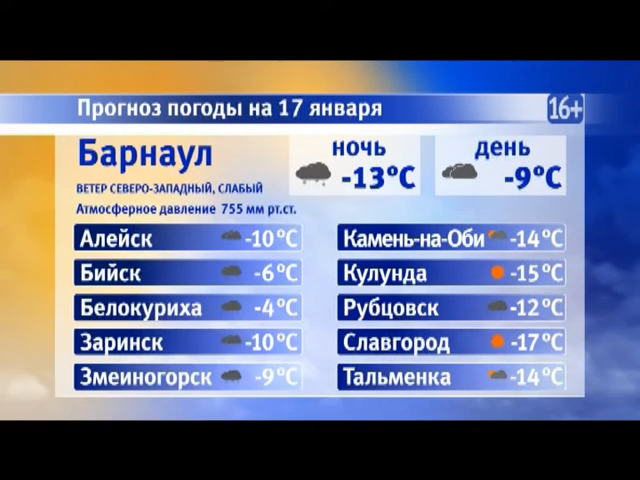 Прогноз погоды на 17 января 16+
Барнаул
ночь -13°C
день -9°C
ВЕТЕР СЕВЕРО-ЗАПАДНЫЙ, СЛАБЫЙ
Атмосферное давление 755 мм рт.ст.
Алейск -10°C
Бийск -6°C
Белокуриха -4°C
Заринск -10°C
Змеиногорск -9°C
Камень-на-Оби -14°C
Кулунда -15°C
Рубцовск -12°C
Славгород -17°C
Тальменка -14°C